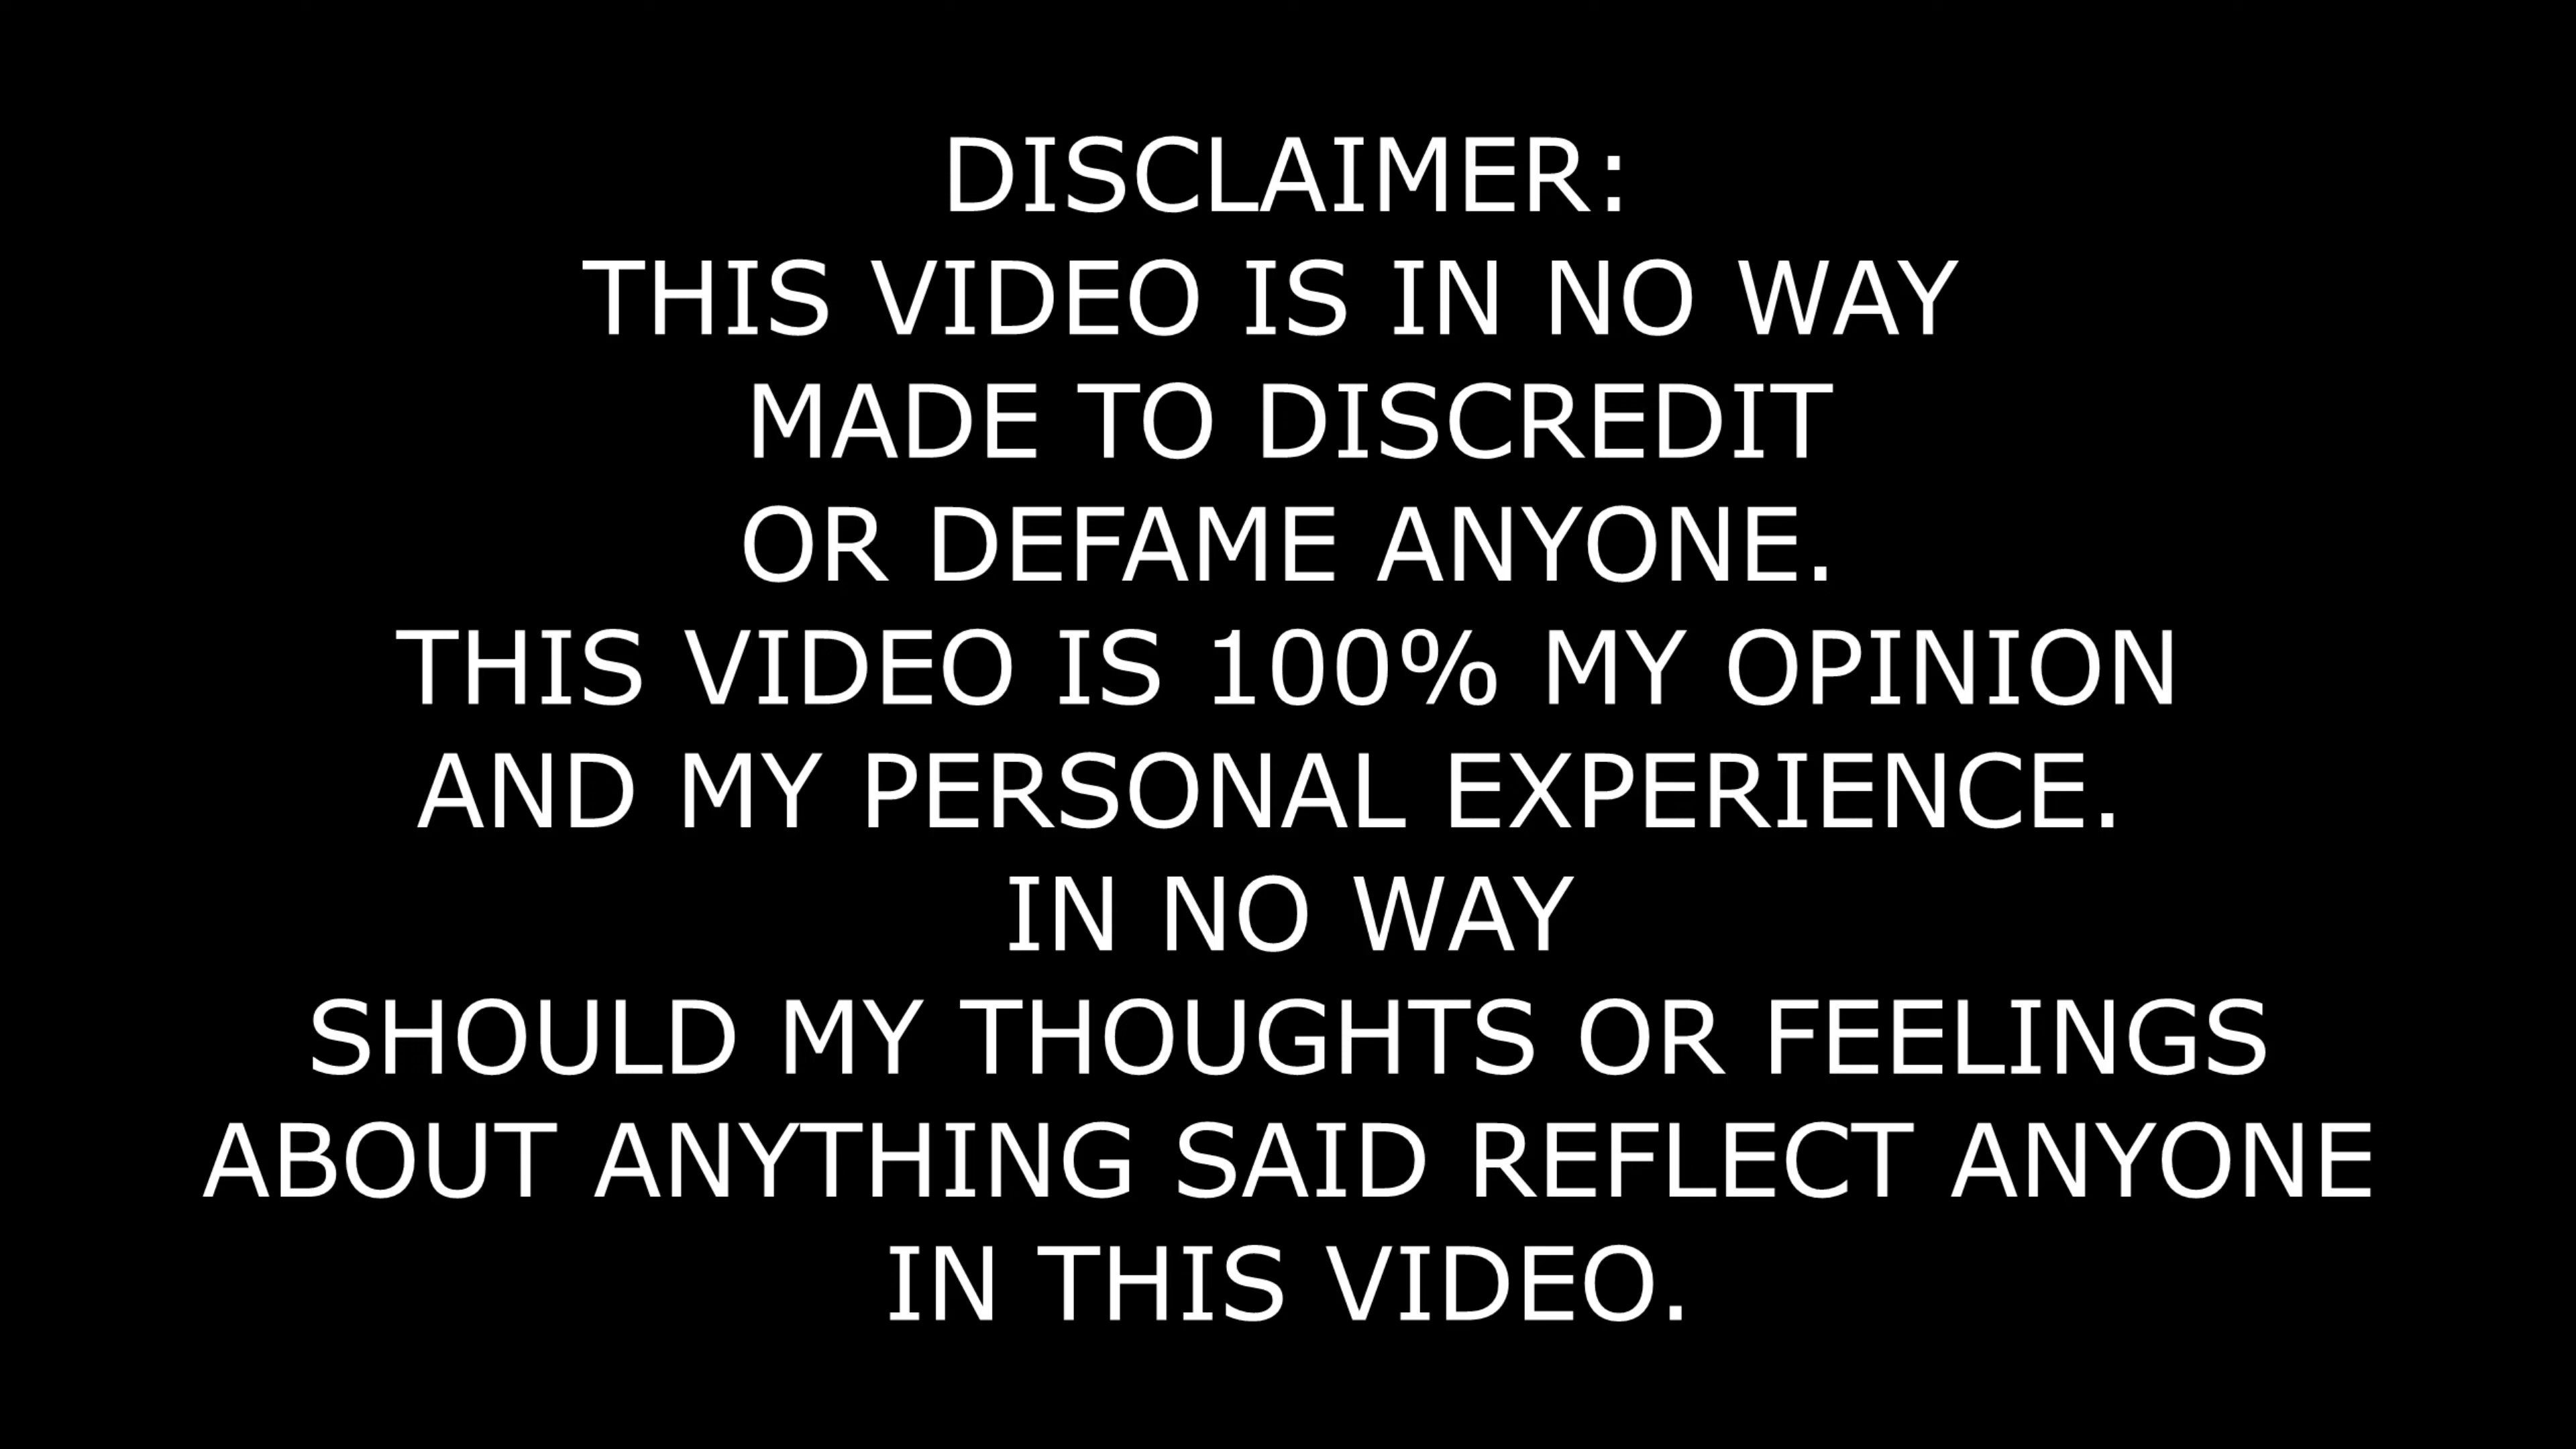 DISCLAIMER:
THIS VIDEO IS IN NO WAY
MADE TO DISCREDIT
OR DEFAME ANYONE.
THIS VIDEO IS 100% MY OPINION
AND MY PERSONAL EXPERIENCE.
IN NO WAY
SHOULD MY THOUGHTS OR FEELINGS
ABOUT ANYTHING SAID REFLECT ANYONE
IN THIS VIDEO.